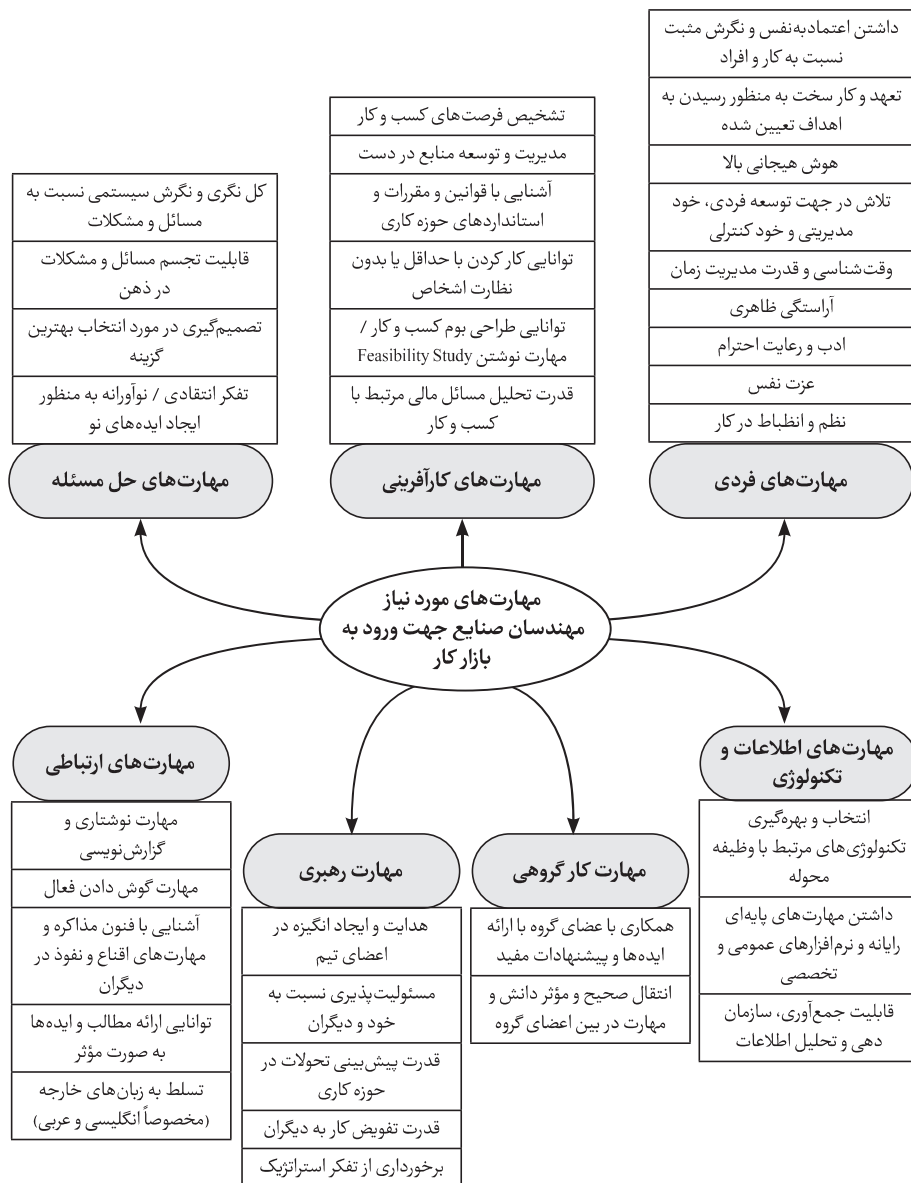 داشتن اعتمادبه‌نفس و نگرش مثبت
نسبت به کار و افراد
تعهد و کار سخت به منظور رسیدن به
اهداف تعیین شده
هوش هیجانی بالا
تلاش در جهت توسعه فردی، خود
مدیریتی و خود کنترلی
وقت‌شناسی و قدرت مدیریت زمان
آراستگی ظاهری
ادب و رعایت احترام
عزت نفس
نظم و انظباط در کار
مهارت‌های فردی
تشخیص فرصت‌های کسب و کار
مدیریت و توسعه منابع در دست
آشنایی با قوانین و مقررات و
استانداردهای حوزه کاری
توانایی کار کردن با حداقل یا بدون
نظارت اشخاص
توانایی طراحی بوم کسب و کار /
مهارت نوشتن Feasibility Study
قدرت تحلیل مسائل مالی مرتبط با
کسب و کار
مهارت‌های کارآفرینی
کل نگری و نگرش سیستمی نسبت به
مسائل و مشکلات
قابلیت تجسم مسائل و مشکلات
در ذهن
تصمیم‌گیری در مورد انتخاب بهترین
گزینه
تفکر انتقادی / نوآورانه به منظور
ایجاد ایده‌های نو
مهارت‌های حل مسئله
مهارت‌های مورد نیاز
مهندسان صنایع جهت ورود به
بازار کار
مهارت‌های اطلاعات و
تکنولوژی
انتخاب و بهره‌گیری
تکنولوژی‌های مرتبط با وظیفه
محوله
داشتن مهارت‌های پایه‌ای
رایانه و نرم‌افزارهای عمومی و
تخصصی
قابلیت جمع‌آوری، سازمان
دهی و تحلیل اطلاعات
مهارت کار گروهی
همکاری با عضای گروه با ارائه
ایده‌ها و پیشنهادات مفید
انتقال صحیح و مؤثر دانش و
مهارت در بین اعضای گروه
مهارت رهبری
هدایت و ایجاد انگیزه در
اعضای تیم
مسئولیت‌پذیری نسبت به
خود و دیگران
قدرت پیش‌بینی تحولات در
حوزه کاری
قدرت تفویض کار به دیگران
برخورداری از تفکر استراتژیک
مهارت‌های ارتباطی
مهارت نوشتاری و
گزارش‌نویسی
مهارت گوش دادن فعال
آشنایی با فنون مذاکره و
مهارت‌های اقناع و نفوذ در
دیگران
توانایی ارائه مطالب و ایده‌ها
به صورت مؤثر
تسلط به زبان‌های خارجه
(مخصوصاً انگلیسی و عربی)